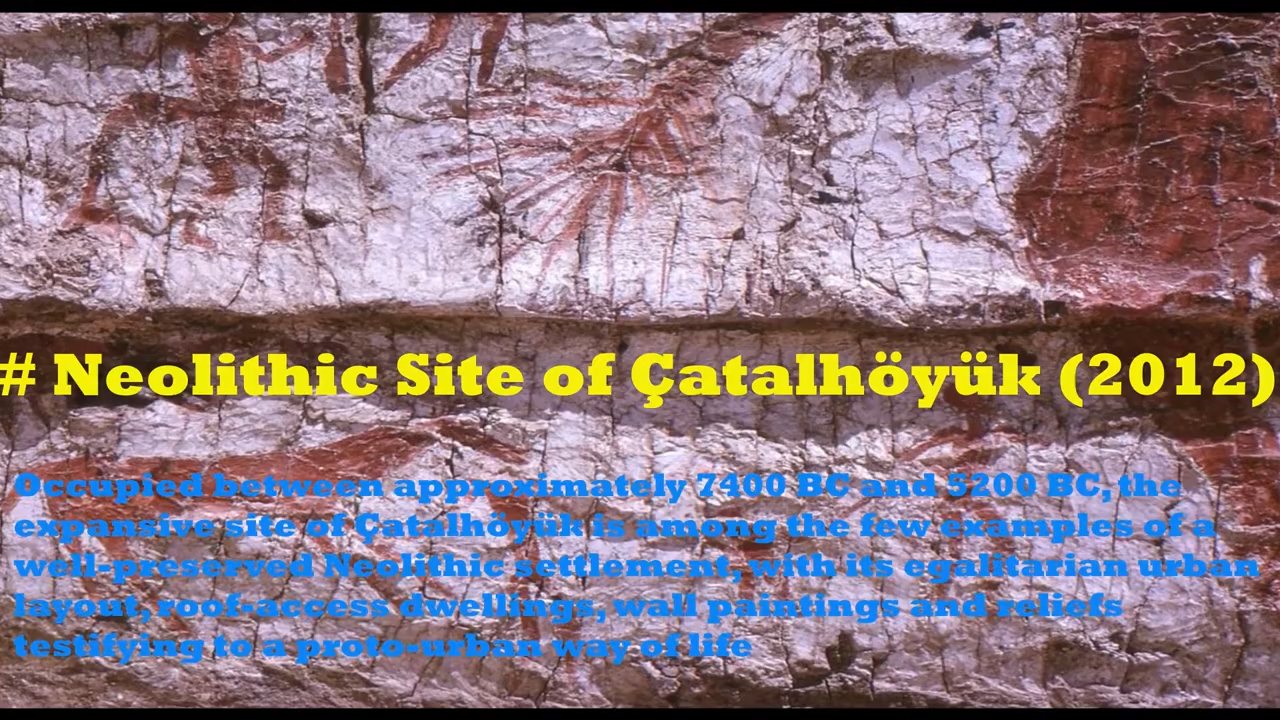 # Neolithic Site of Çatalhöyük (2012)
Occupied between approximately 7400 BC and 5200 BC, the
expansive site of Çatalhöyük is among the few examples of a
well-preserved Neolithic settlement, with its egalitarian urban
layout, roof-access dwellings, wall paintings and reliefs
testifying to a proto-urban way of life